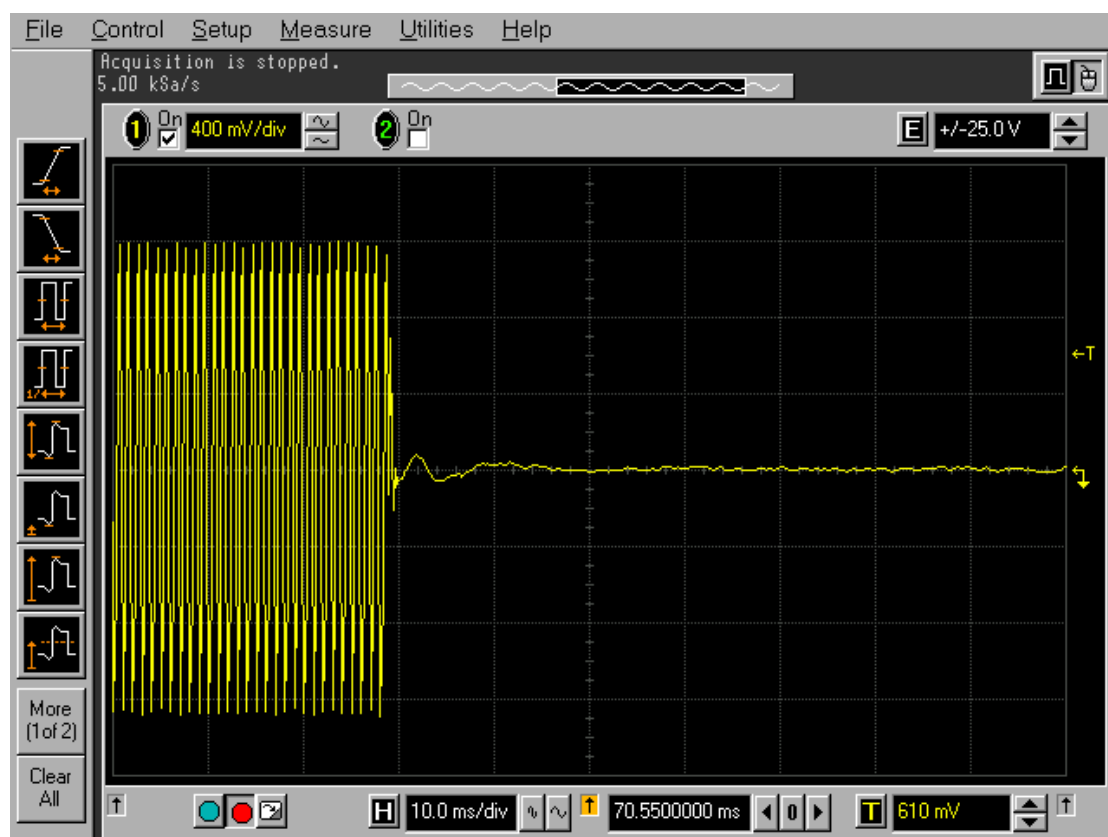 File Control Setup Measure Utilities Help
Acquisition is stopped.
5.00 kSa/s
1 On 400 mV/div 2 On E +/-25.0 V
1/
←T
More
(1of 2)
Clear
All
H 10.0 ms/div 70.5500000 ms 0 T 610 mV